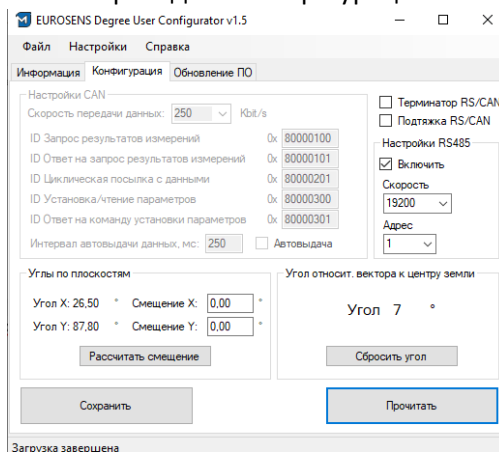 EUROSENS Degree User Configurator v1.5
Файл Настройки Справка
Информация Конфигурация Обновление ПО
Настройки CAN
Скорость передачи данных: 250 Kbit/s
ID Запрос результатов измерений 0x 80000100
ID Ответ на запрос результатов измерений 0x 80000101
ID Циклическая посылка с данными 0x 80000201
ID Установка/чтение параметров 0x 80000300
ID Ответ на команду установки параметров 0x 80000301
Интервал автовыдачи данных, мс: 250 Автовыдача
Терминатор RS/CAN
Подтяжка RS/CAN
Настройки RS485
Включить
Скорость
19200
Адрес
1
Углы по плоскостям
Угол X: 26,50 ° Смещение X: 0,00 °
Угол Y: 87,80 ° Смещение Y: 0,00 °
Рассчитать смещение
Угол относит. вектора к центру земли
Угол 7 °
Сбросить угол
Сохранить
Прочитать
Загрузка завершена